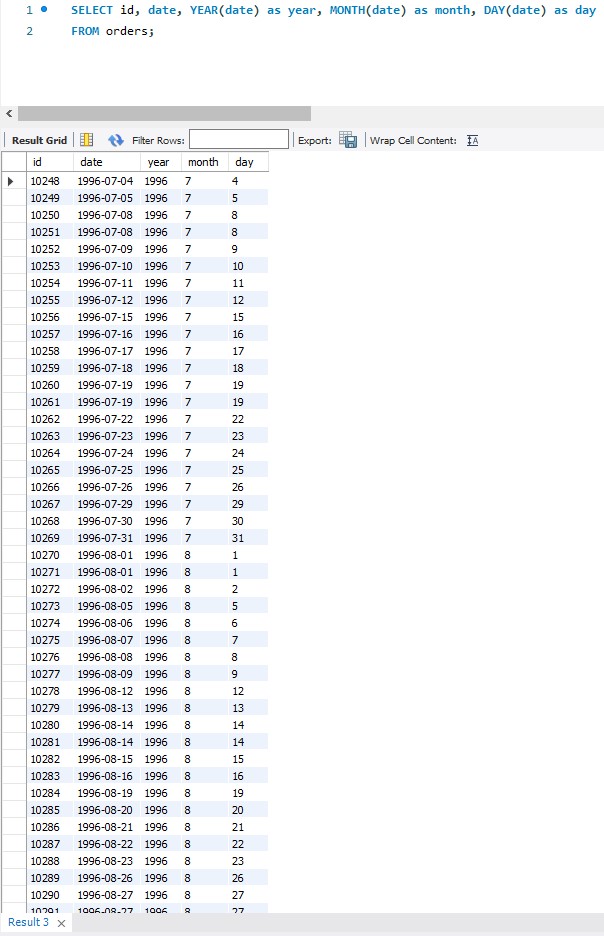 1 SELECT id, date, YEAR(date) as year, MONTH(date) as month, DAY(date) as day
2 FROM orders;
Result Grid Filter Rows: Export: Wrap Cell Content: IA
id date year month day
10248 1996-07-04 1996 7 4
10249 1996-07-05 1996 7 5
10250 1996-07-08 1996 7 8
10251 1996-07-08 1996 7 8
10252 1996-07-09 1996 7 9
10253 1996-07-10 1996 7 10
10254 1996-07-11 1996 7 11
10255 1996-07-12 1996 7 12
10256 1996-07-15 1996 7 15
10257 1996-07-16 1996 7 16
10258 1996-07-17 1996 7 17
10259 1996-07-18 1996 7 18
10260 1996-07-19 1996 7 19
10261 1996-07-19 1996 7 19
10262 1996-07-22 1996 7 22
10263 1996-07-23 1996 7 23
10264 1996-07-24 1996 7 24
10265 1996-07-25 1996 7 25
10266 1996-07-26 1996 7 26
10267 1996-07-29 1996 7 29
10268 1996-07-30 1996 7 30
10269 1996-07-31 1996 7 31
10270 1996-08-01 1996 8 1
10271 1996-08-01 1996 8 1
10272 1996-08-02 1996 8 2
10273 1996-08-05 1996 8 5
10274 1996-08-06 1996 8 6
10275 1996-08-07 1996 8 7
10276 1996-08-08 1996 8 8
10277 1996-08-09 1996 8 9
10278 1996-08-12 1996 8 12
10279 1996-08-13 1996 8 13
10280 1996-08-14 1996 8 14
10281 1996-08-14 1996 8 14
10282 1996-08-15 1996 8 15
10283 1996-08-16 1996 8 16
10284 1996-08-19 1996 8 19
10285 1996-08-20 1996 8 20
10286 1996-08-21 1996 8 21
10287 1996-08-22 1996 8 22
10288 1996-08-23 1996 8 23
10289 1996-08-26 1996 8 26
10290 1996-08-27 1996 8 27
10291 1996-08-27 1996 8 27
Result 3